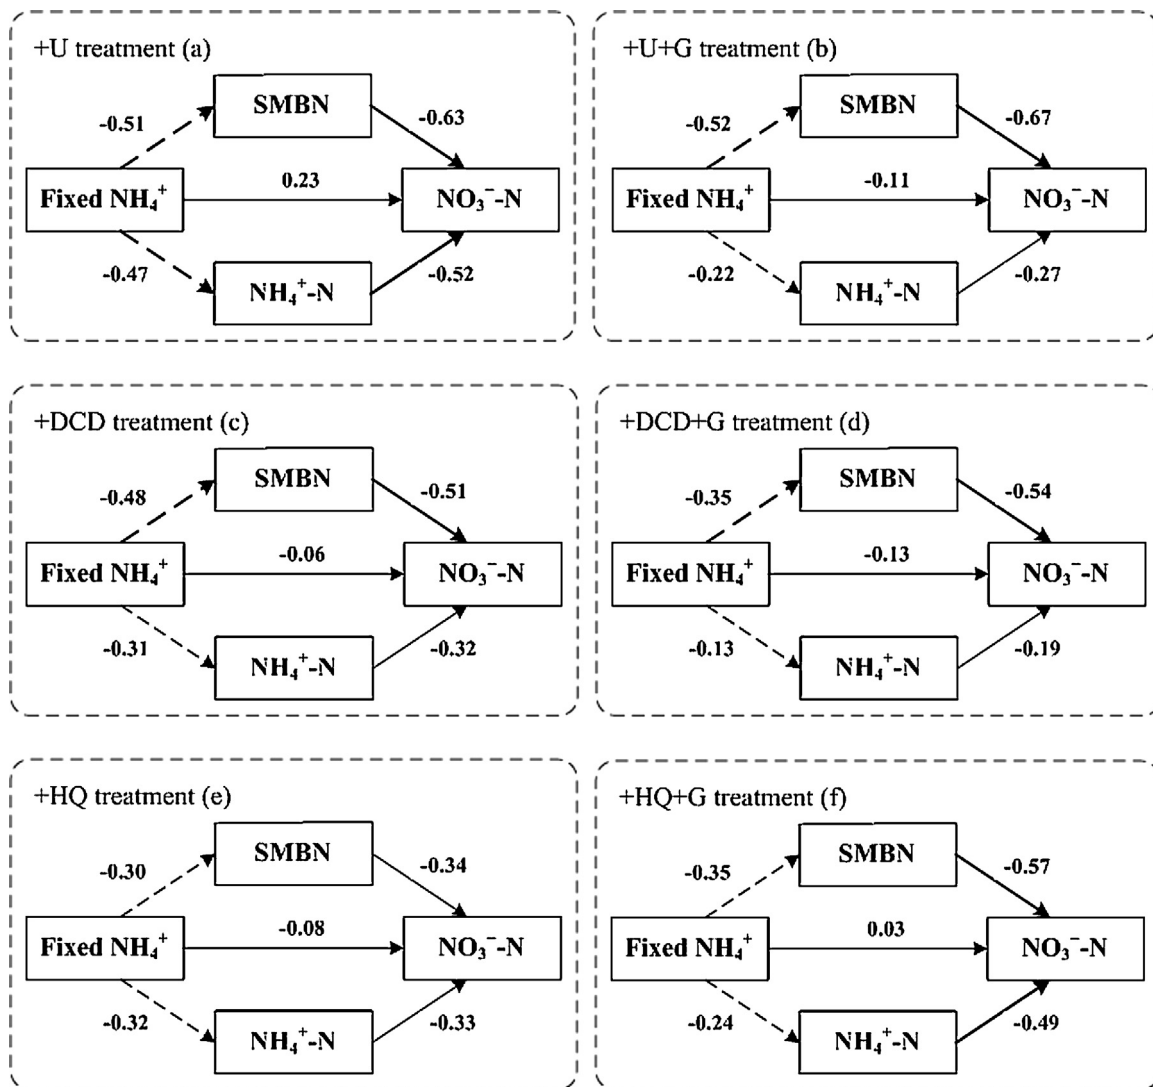 +U treatment (a)
SMBN
-0.51
-0.63
Fixed NH₄⁺
0.23
NO₃⁻-N
-0.47
-0.52
NH₄⁺-N
+U+G treatment (b)
SMBN
-0.52
-0.67
Fixed NH₄⁺
-0.11
NO₃⁻-N
-0.22
-0.27
NH₄⁺-N
+DCD treatment (c)
SMBN
-0.48
-0.51
Fixed NH₄⁺
-0.06
NO₃⁻-N
-0.31
-0.32
NH₄⁺-N
+DCD+G treatment (d)
SMBN
-0.35
-0.54
Fixed NH₄⁺
-0.13
NO₃⁻-N
-0.13
-0.19
NH₄⁺-N
+HQ treatment (e)
SMBN
-0.30
-0.34
Fixed NH₄⁺
-0.08
NO₃⁻-N
-0.32
-0.33
NH₄⁺-N
+HQ+G treatment (f)
SMBN
-0.35
-0.57
Fixed NH₄⁺
0.03
NO₃⁻-N
-0.24
-0.49
NH₄⁺-N